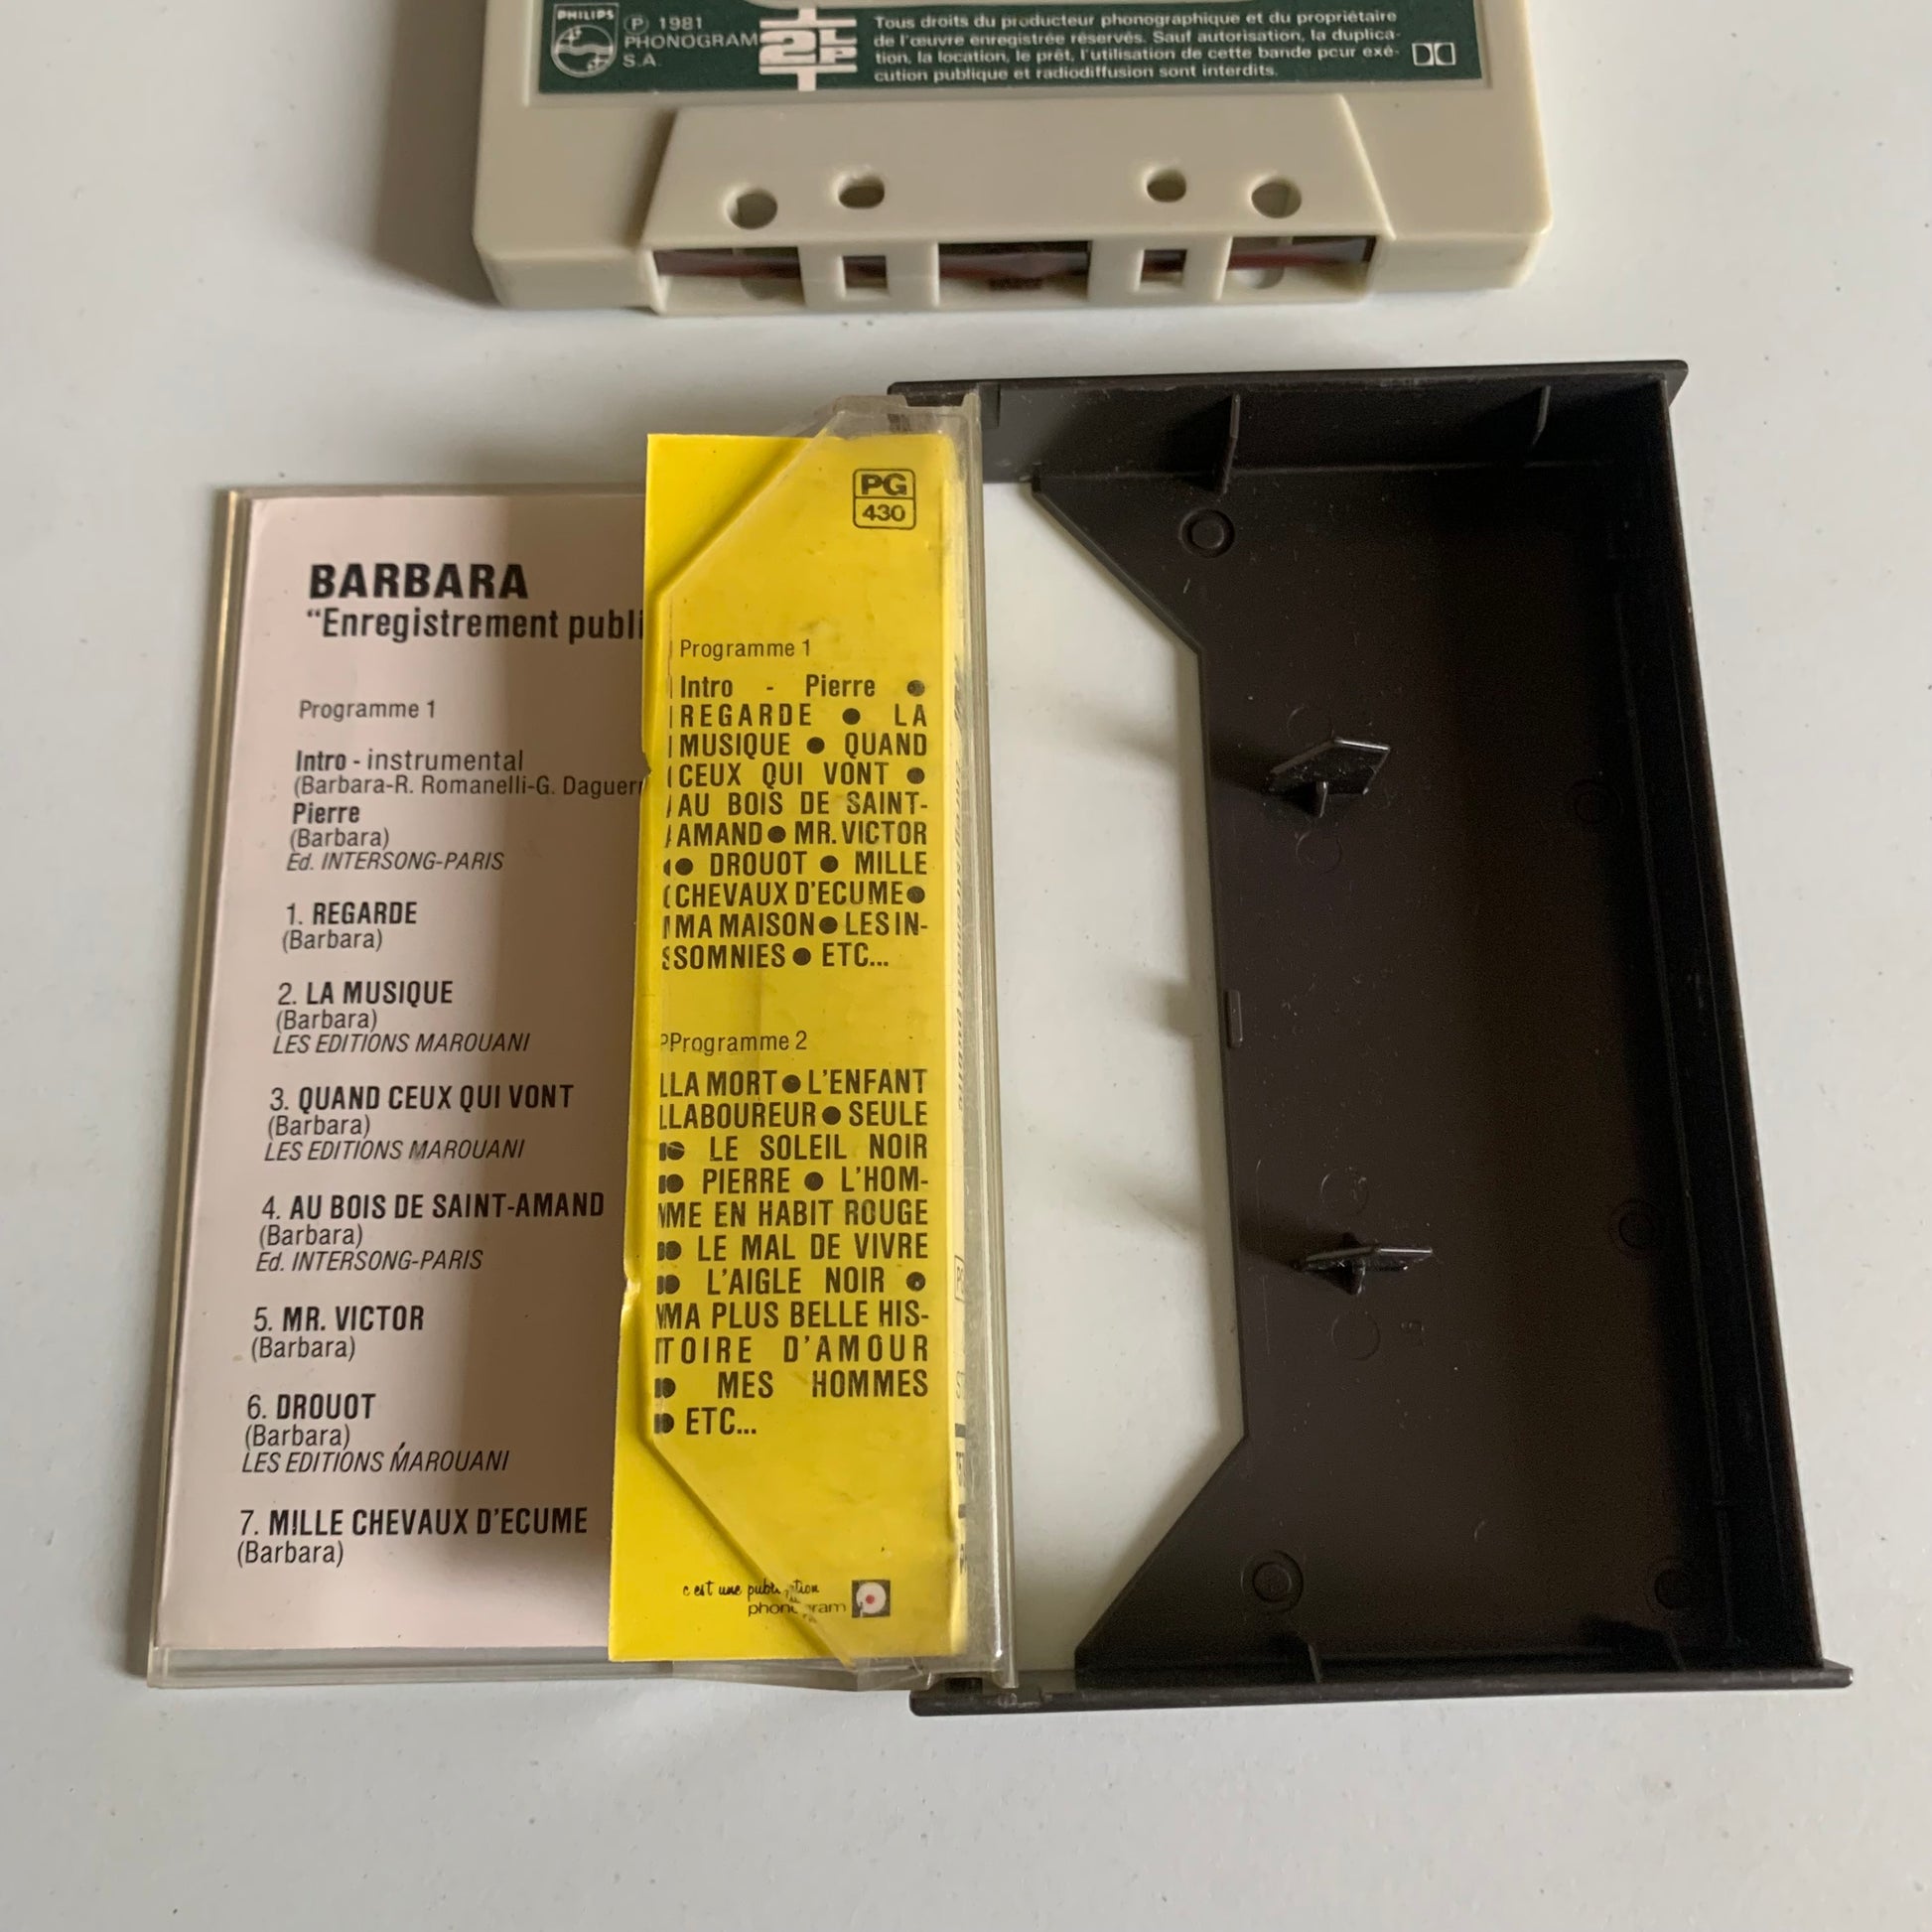 PHILIPS
Ⓟ 1981
PHONOGRAM
S.A.
2LP
Tous droits du producteur phonographique et du propriétaire
de l'œuvre enregistrée réservés. Sauf autorisation, la duplica-
tion, la location, le prêt, l'utilisation de cette bande pour exé-
cution publique et radiodiffusion sont interdits.
BARBARA
"Enregistrement publi
Programme 1
Intro - instrumental
(Barbara-R. Romanelli-G. Daguerr
Pierre
(Barbara)
Ed. INTERSONG-PARIS
1. REGARDE
(Barbara)
2. LA MUSIQUE
(Barbara)
LES EDITIONS MAROUANI
3. QUAND CEUX QUI VONT
(Barbara)
LES EDITIONS MAROUANI
4. AU BOIS DE SAINT-AMAND
(Barbara)
Ed. INTERSONG-PARIS
5. MR. VICTOR
(Barbara)
6. DROUOT
(Barbara)
LES EDITIONS MAROUANI
7. MILLE CHEVAUX D'ECUME
(Barbara)
PG
430
Programme 1
Intro - Pierre ●
REGARDE ● LA
MUSIQUE ● QUAND
CEUX QUI VONT ●
AU BOIS DE SAINT-
AMAND ● MR. VICTOR
● DROUOT ● MILLE
CHEVAUX D'ECUME ●
MA MAISON ● LES IN-
SOMNIES ● ETC...
Programme 2
LA MORT ● L'ENFANT
LABOUREUR ● SEULE
● LE SOLEIL NOIR
● PIERRE ● L'HOM-
ME EN HABIT ROUGE
● LE MAL DE VIVRE
● L'AIGLE NOIR ●
MA PLUS BELLE HIS-
TOIRE D'AMOUR
● MES HOMMES
● ETC...
c'est une publication
phonogram